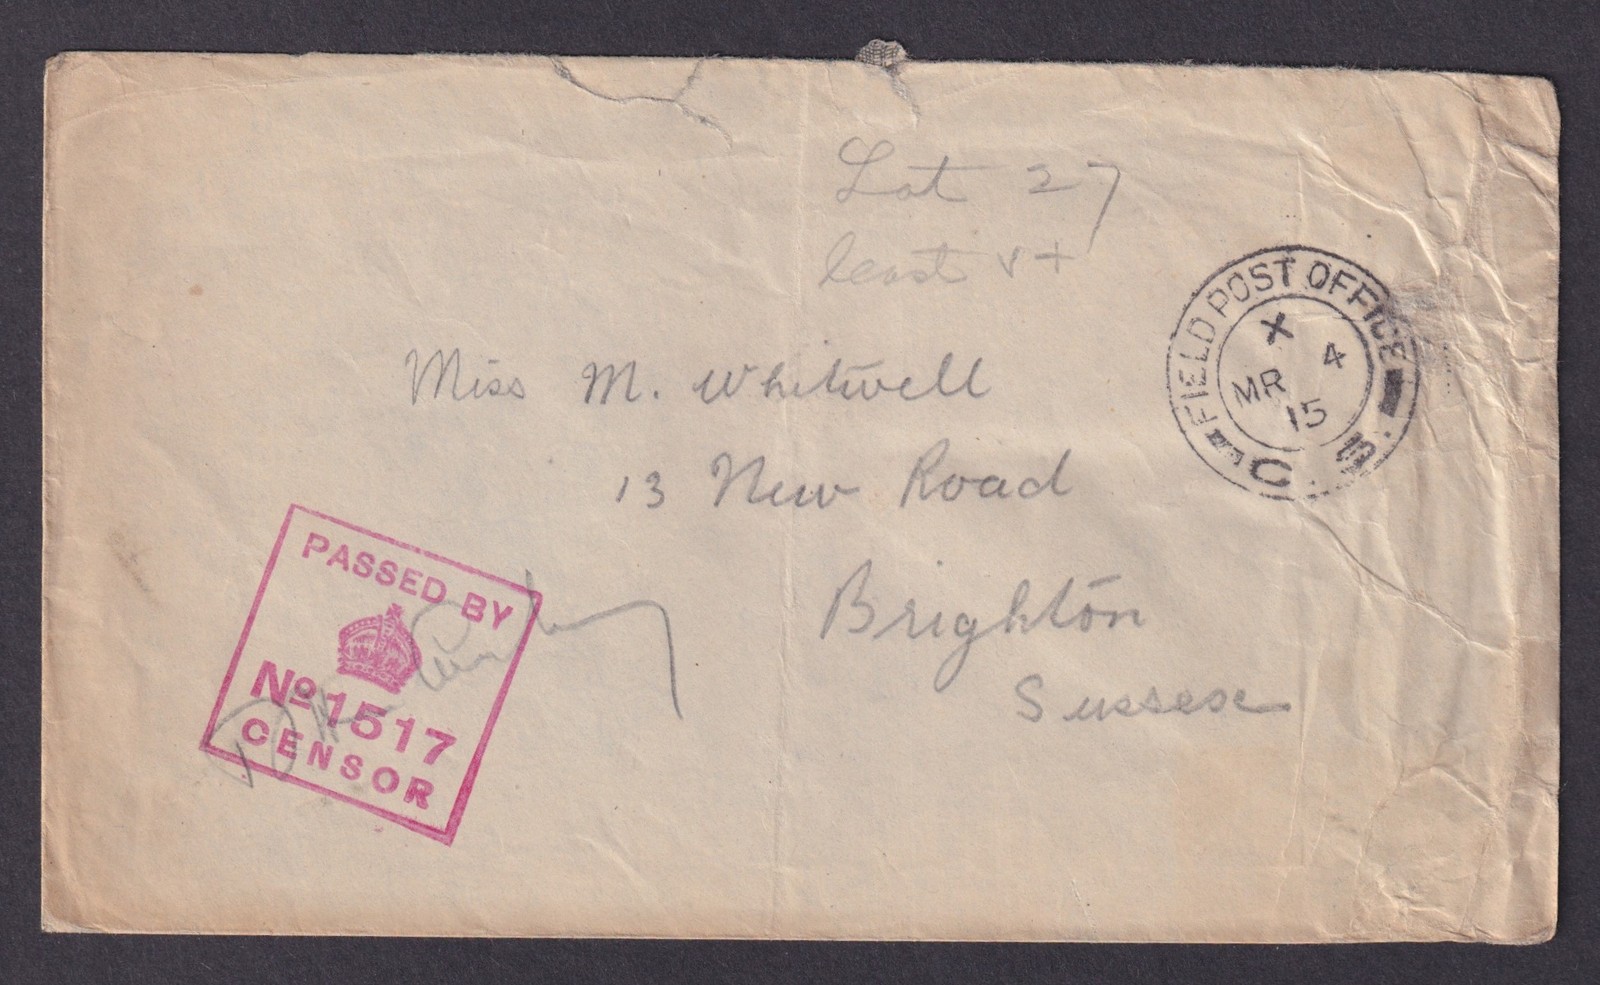 Lot 27
least
FIELD POST OFFICE
X
4
MR
15
C.
Miss M. Whitwell
13 New Road
Brighton
Sussex
PASSED BY
No 1517
CENSOR